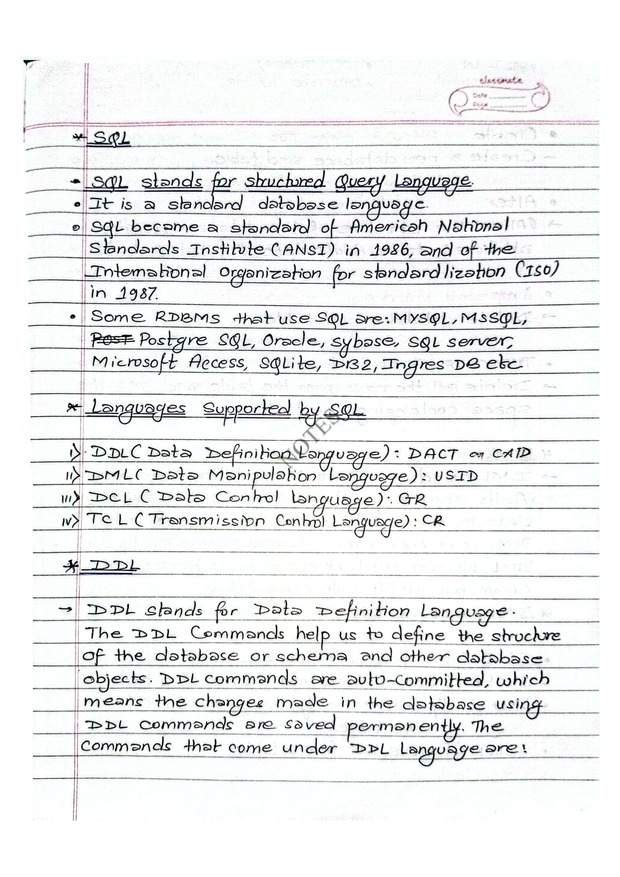 classmate
Date
Page
* SQL
- SQL stands for Structured Query Language.
• It is a standard database language.
• SQL became a standard of American National
Standards Institute (ANSI) in 1986, and of the
International Organization for standardlization (ISO)
in 1987.
• Some RDBMs that use SQL are: MYSQL, MSSQL,
Post Postgre SQL, Oracle, sybase, SQL server,
Microsoft Access, SQLite, DB2, Ingres DB etc
* Languages Supported by SQL
i) DDL (Data Definition Language): DACT or CATD
ii) DML (Data Manipulation Language): USID
iii) DCL (Data Control Language): GR
iv) TCL (Transmission Control Language): CR
NOTES
* DDL
→ DDL stands for Data Definition Language.
The DDL Commands help us to define the structure
of the database or schema and other database
objects. DDL commands are auto-committed, which
means the changes made in the database using
DDL commands are saved permanently. The
Commands that come under DDL Language are: